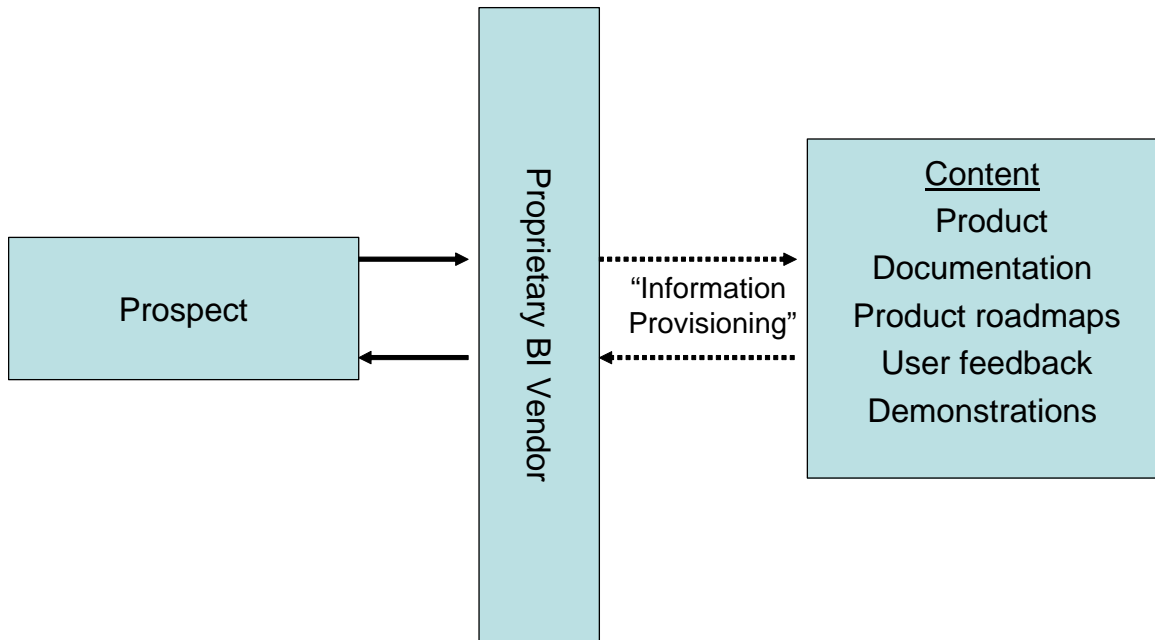 Prospect
Proprietary BI Vendor
“Information
Provisioning”
Content
Product
Documentation
Product roadmaps
User feedback
Demonstrations